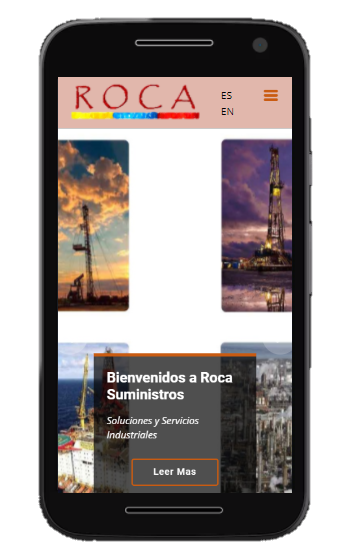 ROCA
ES
EN
Bienvenidos a Roca
Suministros
Soluciones y Servicios
Industriales
Leer Mas